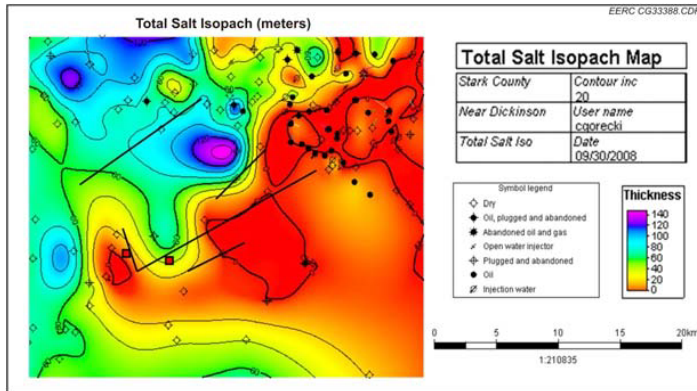 Total Salt Isopach (meters)
EERC CG33388.CDR
Total Salt Isopach Map
Stark County
Contour inc
20
Near Dickinson
User name
cgorecki
Total Salt Iso
Date
09/30/2008
Symbol legend
Dry
Oil, plugged and abandoned
Abandoned oil and gas
Open water injector
Plugged and abandoned
Oil
Injection water
Thickness
140
120
100
80
60
40
20
0
0 5 10 15 20km
1:210835